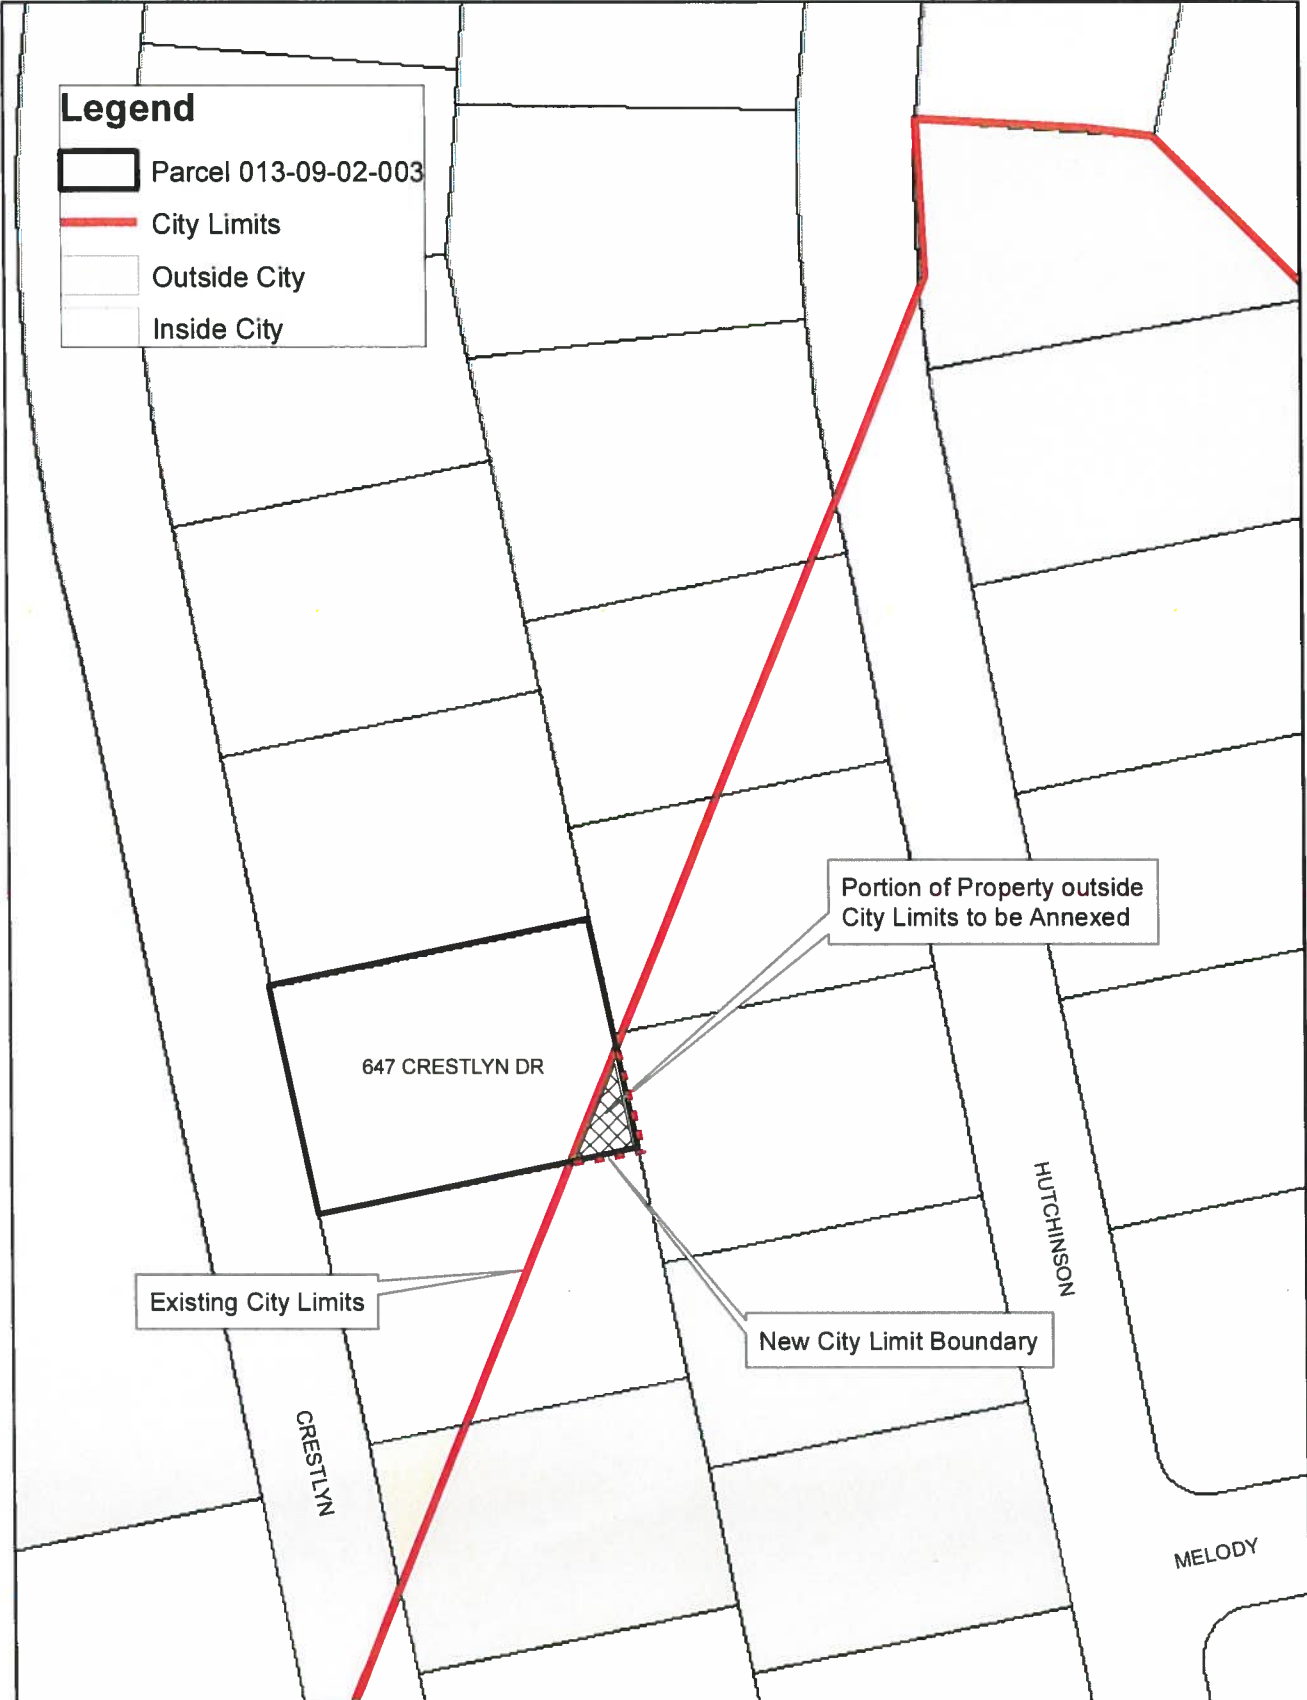 Legend
Parcel 013-09-02-003
City Limits
Outside City
Inside City
Portion of Property outside
City Limits to be Annexed
647 CRESTLYN DR
HUTCHINSON
Existing City Limits
New City Limit Boundary
CRESTLYN
MELODY